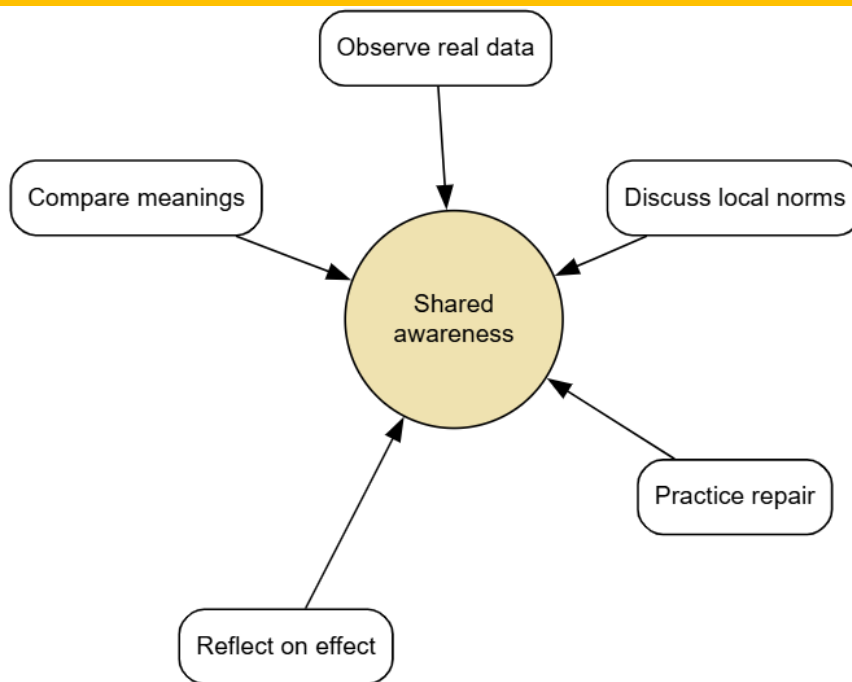 Observe real data
Compare meanings
Discuss local norms
Shared
awareness
Practice repair
Reflect on effect